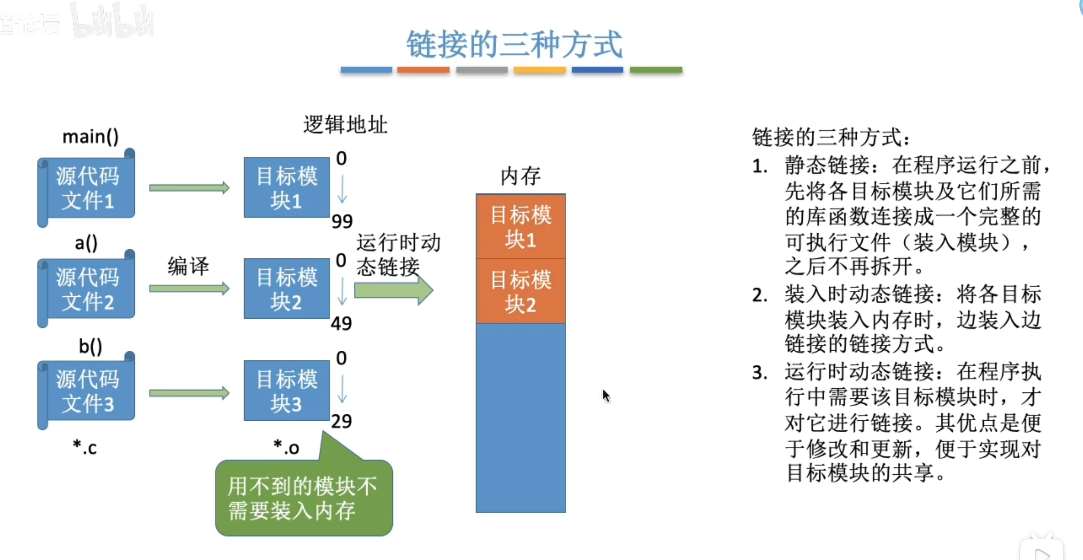 bilibili
链接的三种方式
逻辑地址
main()
源代码
文件1
目标模
块1
0
99
a()
源代码
文件2
编译
目标模
块2
0
49
运行时动
态链接
b()
源代码
文件3
目标模
块3
0
29
*.c
*.o
用不到的模块不
需要装入内存
内存
目标模
块1
目标模
块2
链接的三种方式：
1. 静态链接：在程序运行之前，
先将各目标模块及它们所需
的库函数连接成一个完整的
可执行文件（装入模块），
之后不再拆开。
2. 装入时动态链接：将各目标
模块装入内存时，边装入边
链接的链接方式。
3. 运行时动态链接：在程序执
行中需要该目标模块时，才
对它进行链接。其优点是便
于修改和更新，便于实现对
目标模块的共享。